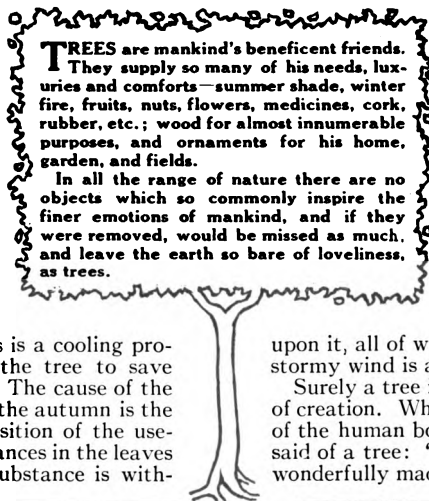 TREES are mankind's beneficent friends.
They supply so many of his needs, lux-
uries and comforts—summer shade, winter
fire, fruits, nuts, flowers, medicines, cork,
rubber, etc.; wood for almost innumerable
purposes, and ornaments for his home,
garden, and fields.
In all the range of nature there are no
objects which so commonly inspire the
finer emotions of mankind, and if they
were removed, would be missed as much,
and leave the earth so bare of loveliness,
as trees.
is a cooling pro-
the tree to save
The cause of the
the autumn is the
sition of the use-
ances in the leaves
ubstance is with-
upon it, all of w
stormy wind is a
Surely a tree
of creation. Wh
of the human bo
said of a tree: "
wonderfully mad